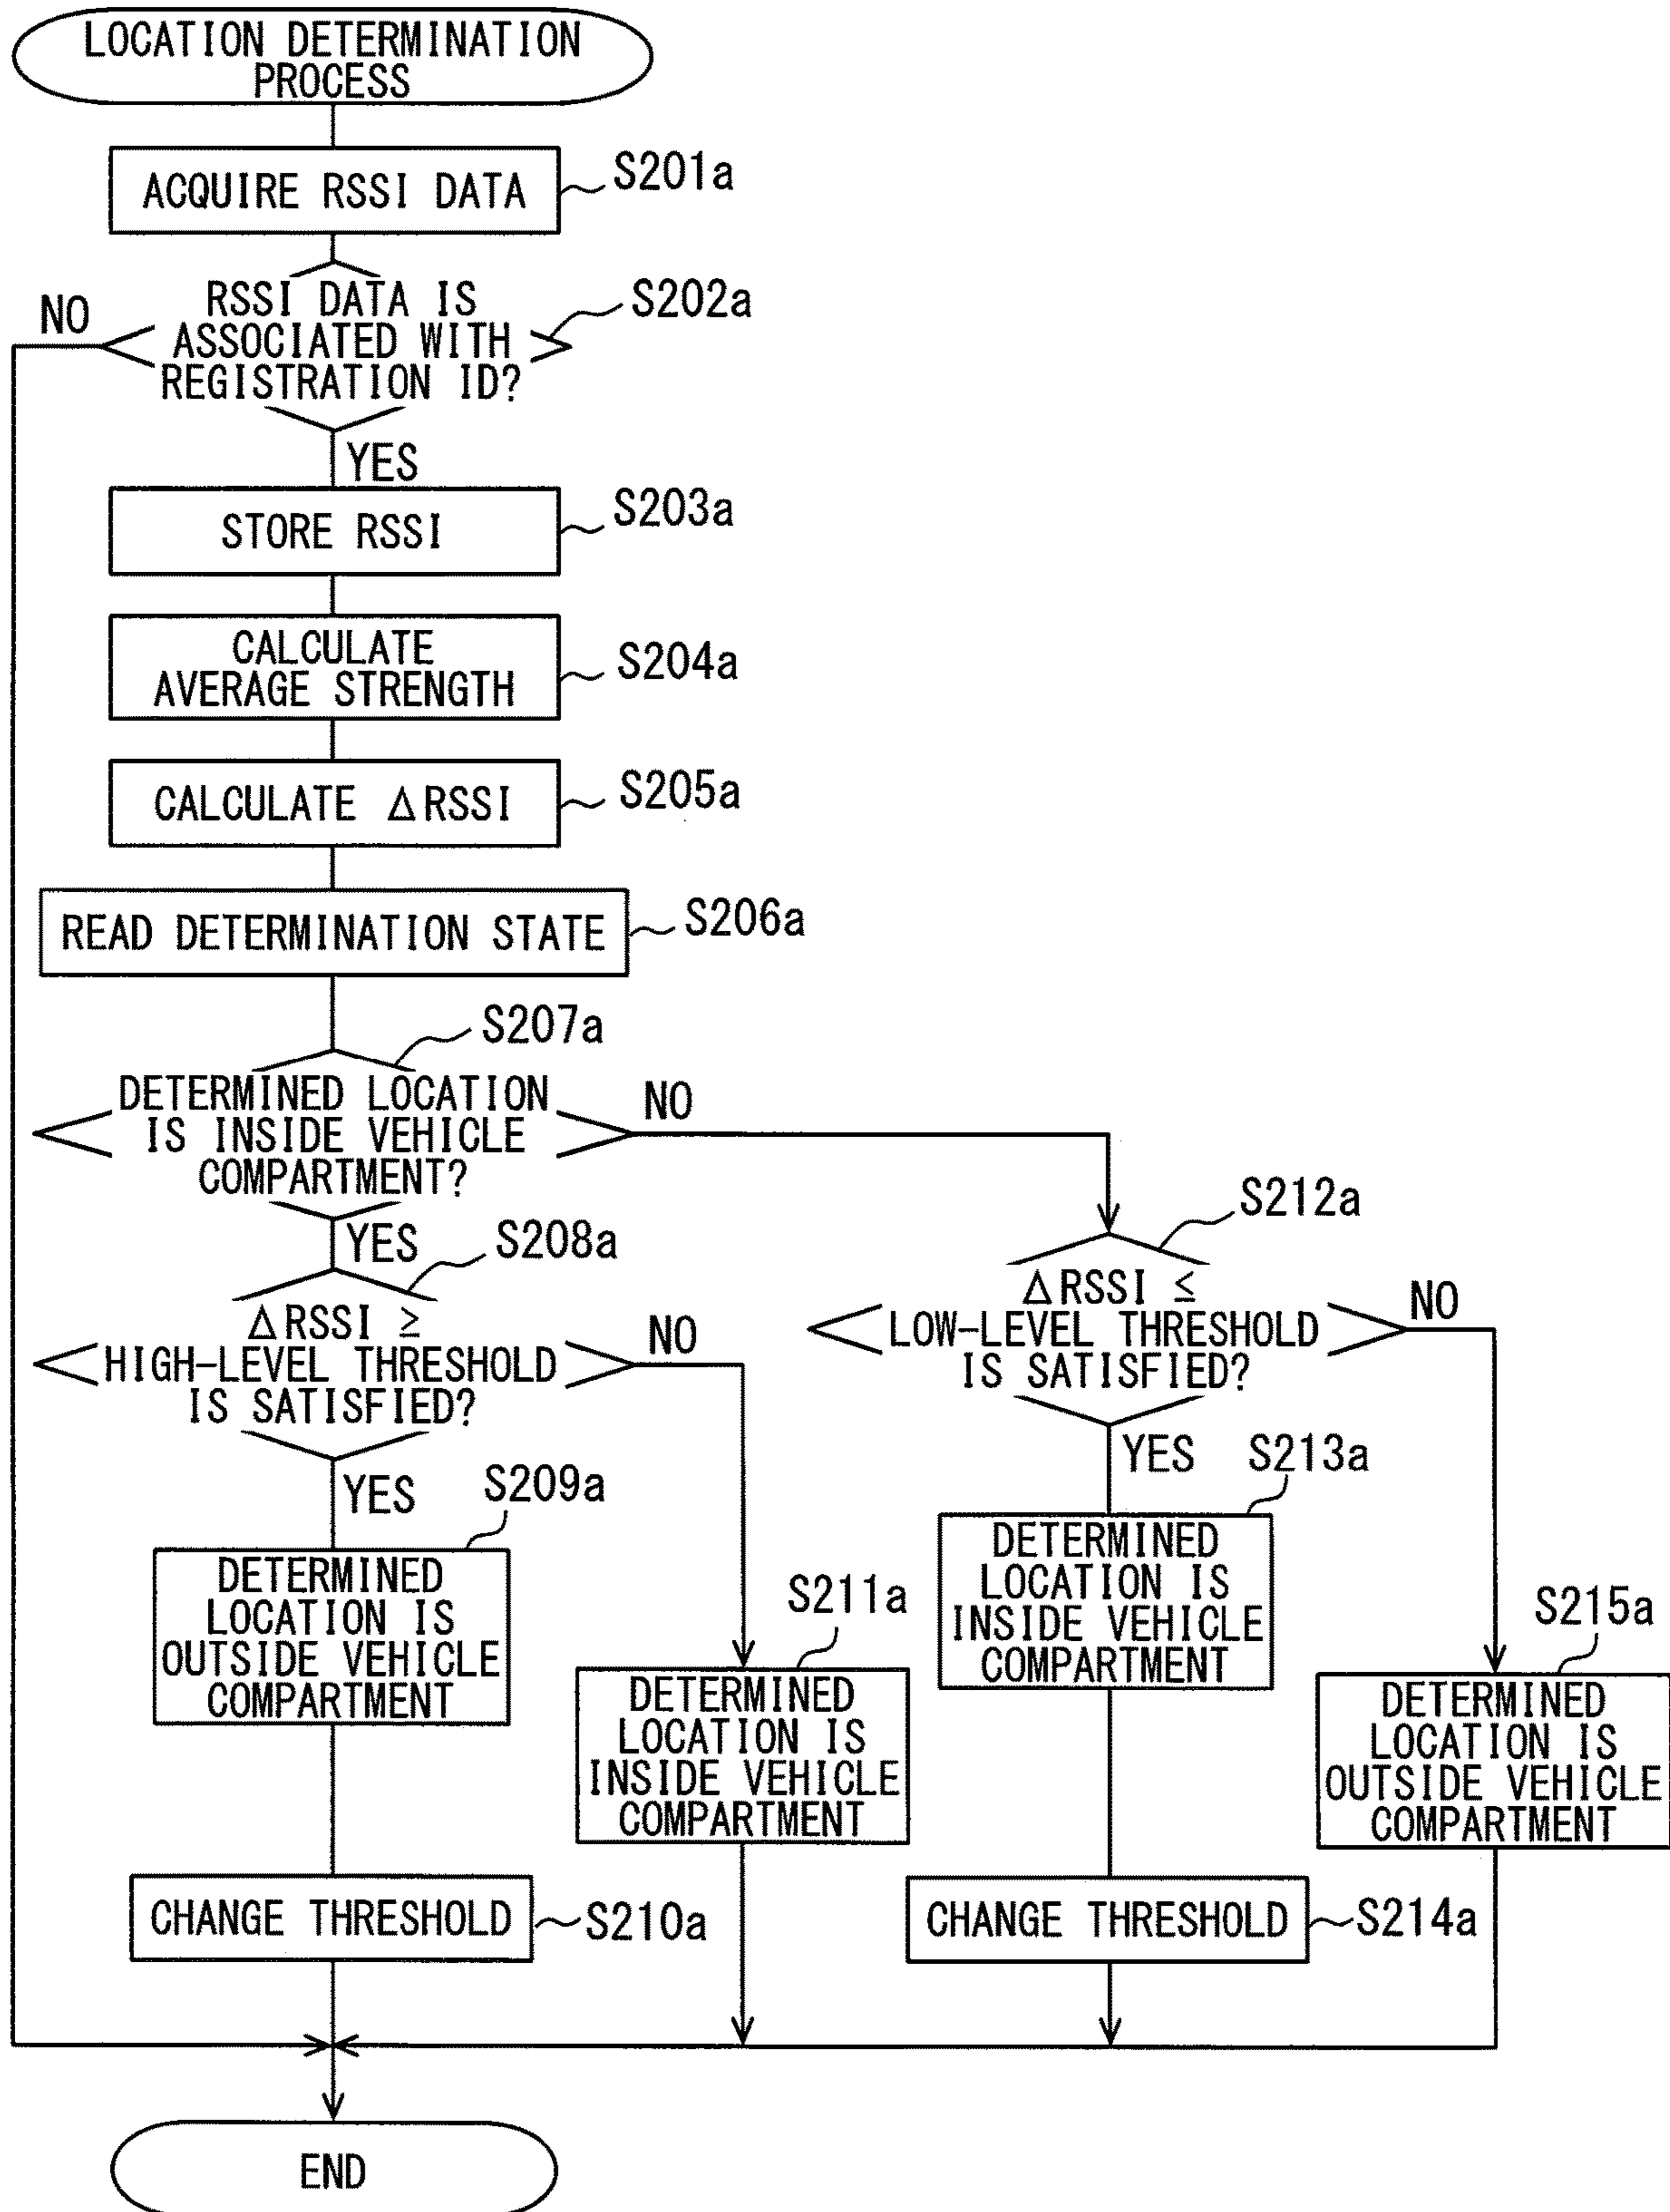 LOCATION DETERMINATION
PROCESS
ACQUIRE RSSI DATA
S201a
RSSI DATA IS
ASSOCIATED WITH
REGISTRATION ID?
S202a
NO
YES
STORE RSSI
S203a
CALCULATE
AVERAGE STRENGTH
S204a
CALCULATE ΔRSSI
S205a
READ DETERMINATION STATE
S206a
S207a
DETERMINED LOCATION
IS INSIDE VEHICLE
COMPARTMENT?
NO
YES
S208a
ΔRSSI ≥
HIGH-LEVEL THRESHOLD
IS SATISFIED?
NO
YES
S209a
DETERMINED
LOCATION IS
OUTSIDE VEHICLE
COMPARTMENT
CHANGE THRESHOLD
S210a
S211a
DETERMINED
LOCATION IS
INSIDE VEHICLE
COMPARTMENT
S212a
ΔRSSI ≤
LOW-LEVEL THRESHOLD
IS SATISFIED?
NO
YES
S213a
DETERMINED
LOCATION IS
INSIDE VEHICLE
COMPARTMENT
CHANGE THRESHOLD
S214a
S215a
DETERMINED
LOCATION IS
OUTSIDE VEHICLE
COMPARTMENT
END